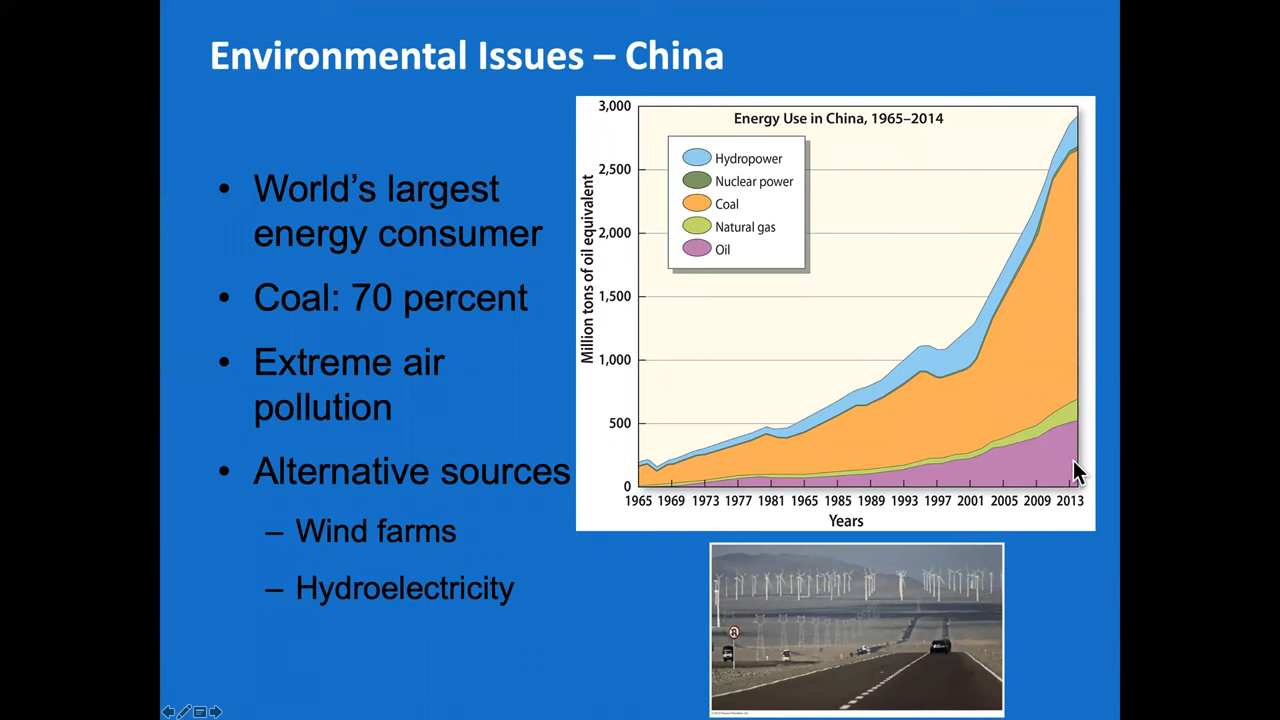 Environmental Issues – China
• World’s largest
energy consumer
• Coal: 70 percent
• Extreme air
pollution
• Alternative sources
– Wind farms
– Hydroelectricity
Energy Use in China, 1965–2014
Hydropower
Nuclear power
Coal
Natural gas
Oil
Million tons of oil equivalent
3,000
2,500
2,000
1,500
1,000
500
0
1965 1969 1973 1977 1981 1965 1985 1989 1993 1997 2001 2005 2009 2013
Years